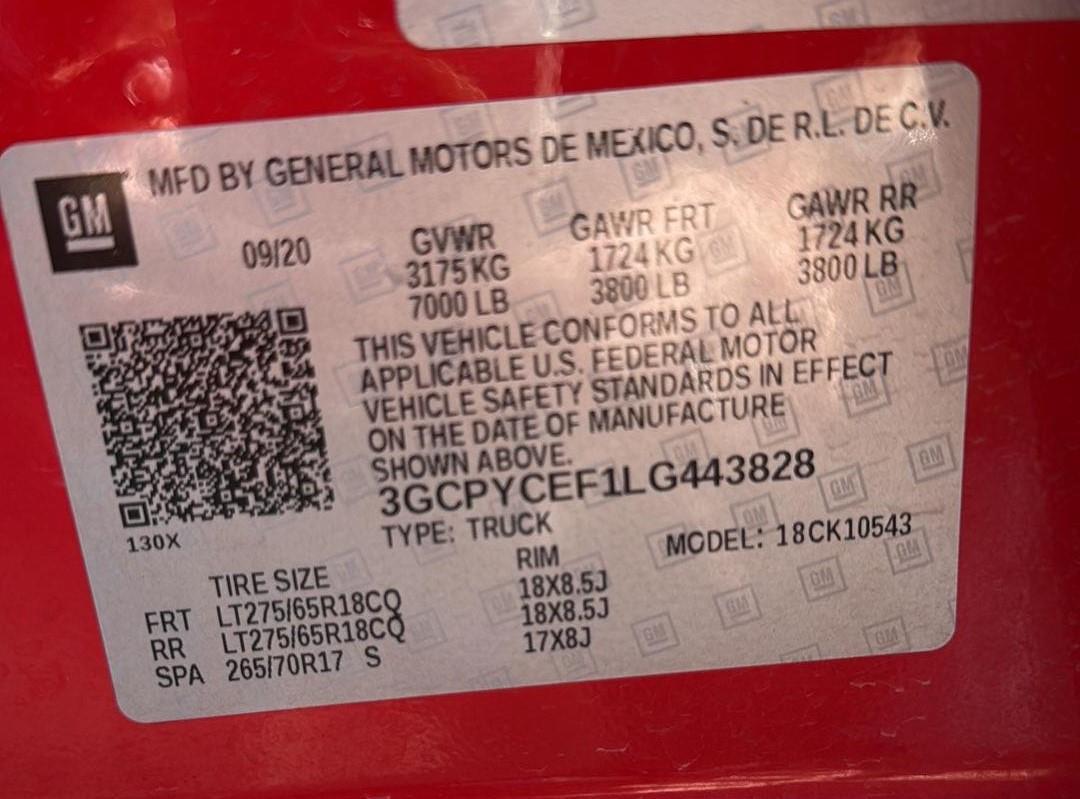 MFD BY GENERAL MOTORS DE MEXICO, S. DE R.L. DE C.V.
GM
09/20
GVWR
3175 KG
7000 LB
GAWR FRT
1724 KG
3800 LB
GAWR RR
1724 KG
3800 LB
THIS VEHICLE CONFORMS TO ALL
APPLICABLE U.S. FEDERAL MOTOR
VEHICLE SAFETY STANDARDS IN EFFECT
ON THE DATE OF MANUFACTURE
SHOWN ABOVE.
3GCPYCEF1LG443828
130X
TYPE: TRUCK
MODEL: 18CK10543
TIRE SIZE RIM
FRT LT275/65R18CQ 18X8.5J
RR LT275/65R18CQ 18X8.5J
SPA 265/70R17 S 17X8J